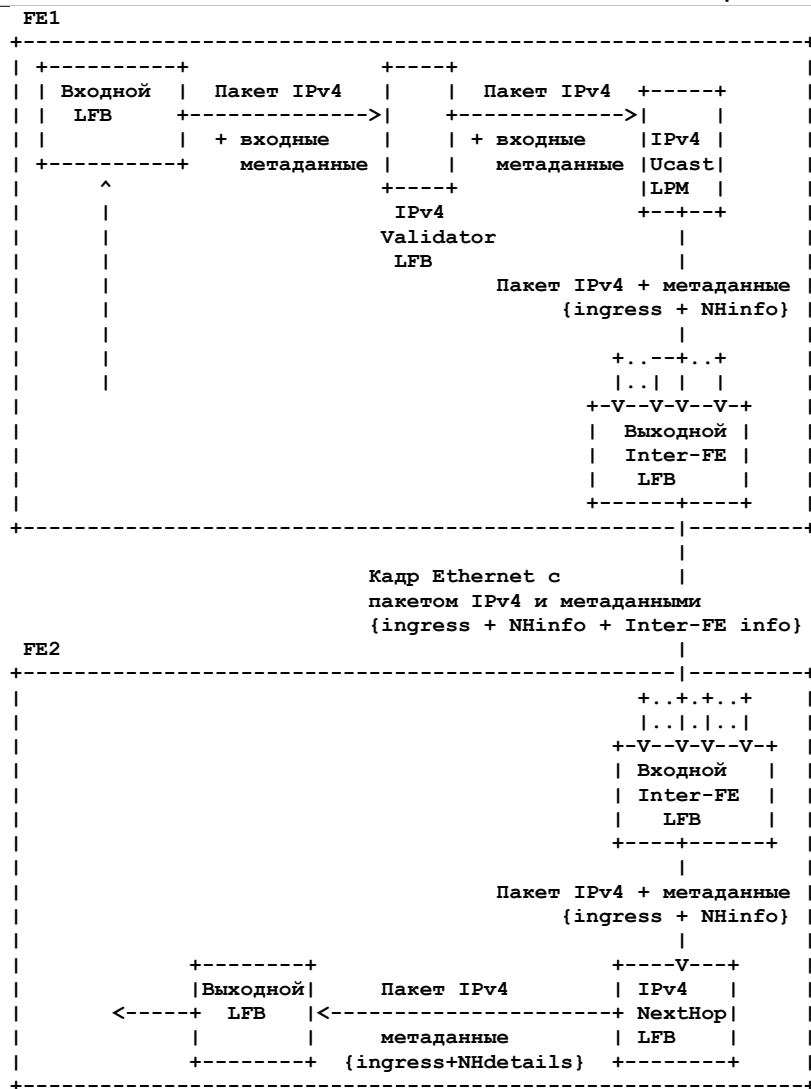 FE1
Входной Пакет IPv4 Пакет IPv4
LFB
+ входные + входные IPv4
метаданные метаданные Ucast
LPM
IPv4
Validator
LFB
Пакет IPv4 + метаданные
{ingress + NHinfo}
Выходной
Inter-FE
LFB
Кадр Ethernet с
пакетом IPv4 и метаданными
{ingress + NHinfo + Inter-FE info}
FE2
Входной
Inter-FE
LFB
Пакет IPv4 + метаданные
{ingress + NHinfo}
Выходной Пакет IPv4 IPv4
LFB NextHop
метаданные LFB
{ingress+NHdetails}